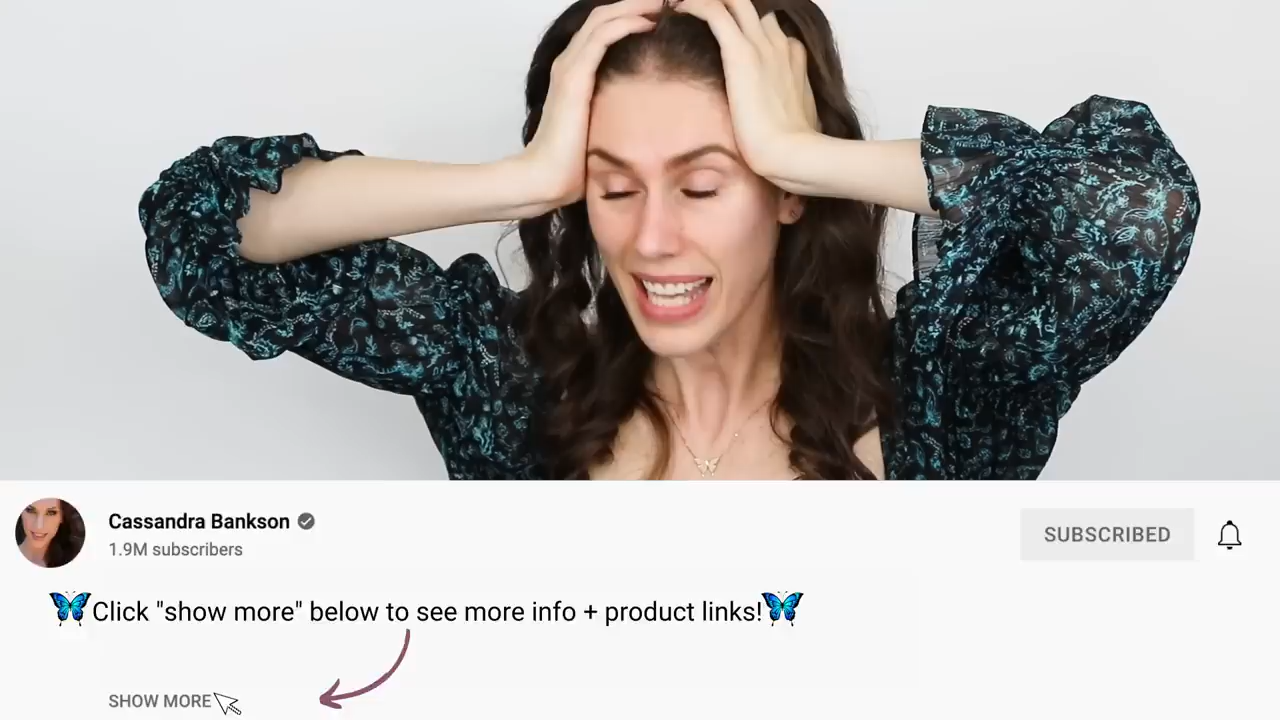 Cassandra Bankson
1.9M subscribers
SUBSCRIBED
Click "show more" below to see more info + product links!
SHOW MORE